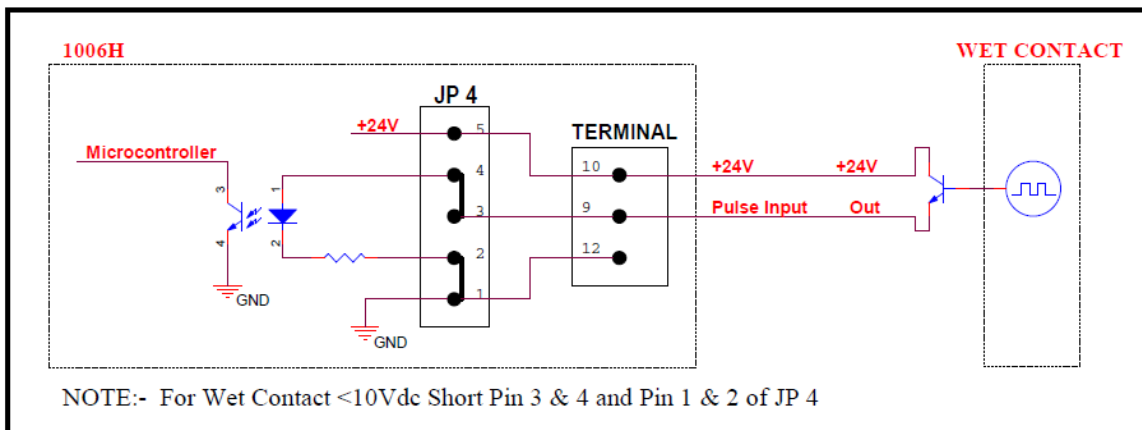 1006H
WET CONTACT
JP 4
+24V
5
TERMINAL
Microcontroller
4
10
+24V
+24V
3
1
3
9
Pulse Input
Out
4
2
2
12
GND
1
GND
NOTE:- For Wet Contact <10Vdc Short Pin 3 & 4 and Pin 1 & 2 of JP 4